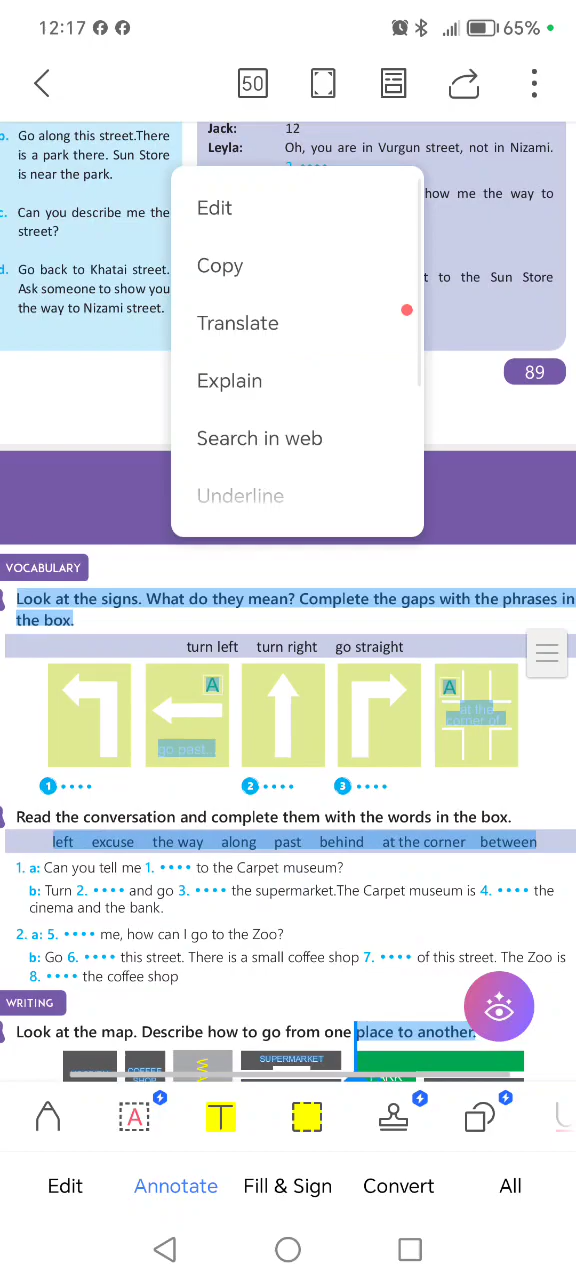 12:17
65%
50
b. Go along this street.There
is a park there. Sun Store
is near the park.
c. Can you describe me the
street?
d. Go back to Khatai street.
Ask someone to show you
the way to Nizami street.
Jack: 12
Leyla: Oh, you are in Vurgun street, not in Nizami.
how me the way to
t to the Sun Store
89
Edit
Copy
Translate
Explain
Search in web
Underline
VOCABULARY
Look at the signs. What do they mean? Complete the gaps with the phrases in
the box.
turn left turn right go straight
A
go past...
A
at the
corner of
1 ....
2 ....
3 ....
Read the conversation and complete them with the words in the box.
left excuse the way along past behind at the corner between
1. a: Can you tell me 1. •••• to the Carpet museum?
b: Turn 2. •••• and go 3. •••• the supermarket.The Carpet museum is 4. •••• the
cinema and the bank.
2. a: 5. •••• me, how can I go to the Zoo?
b: Go 6. •••• this street. There is a small coffee shop 7. •••• of this street. The Zoo is
8. •••• the coffee shop
WRITING
Look at the map. Describe how to go from one place to another.
COFFEE
SHOP
SUPERMARKET
PARK
A
T
Edit
Annotate
Fill & Sign
Convert
All